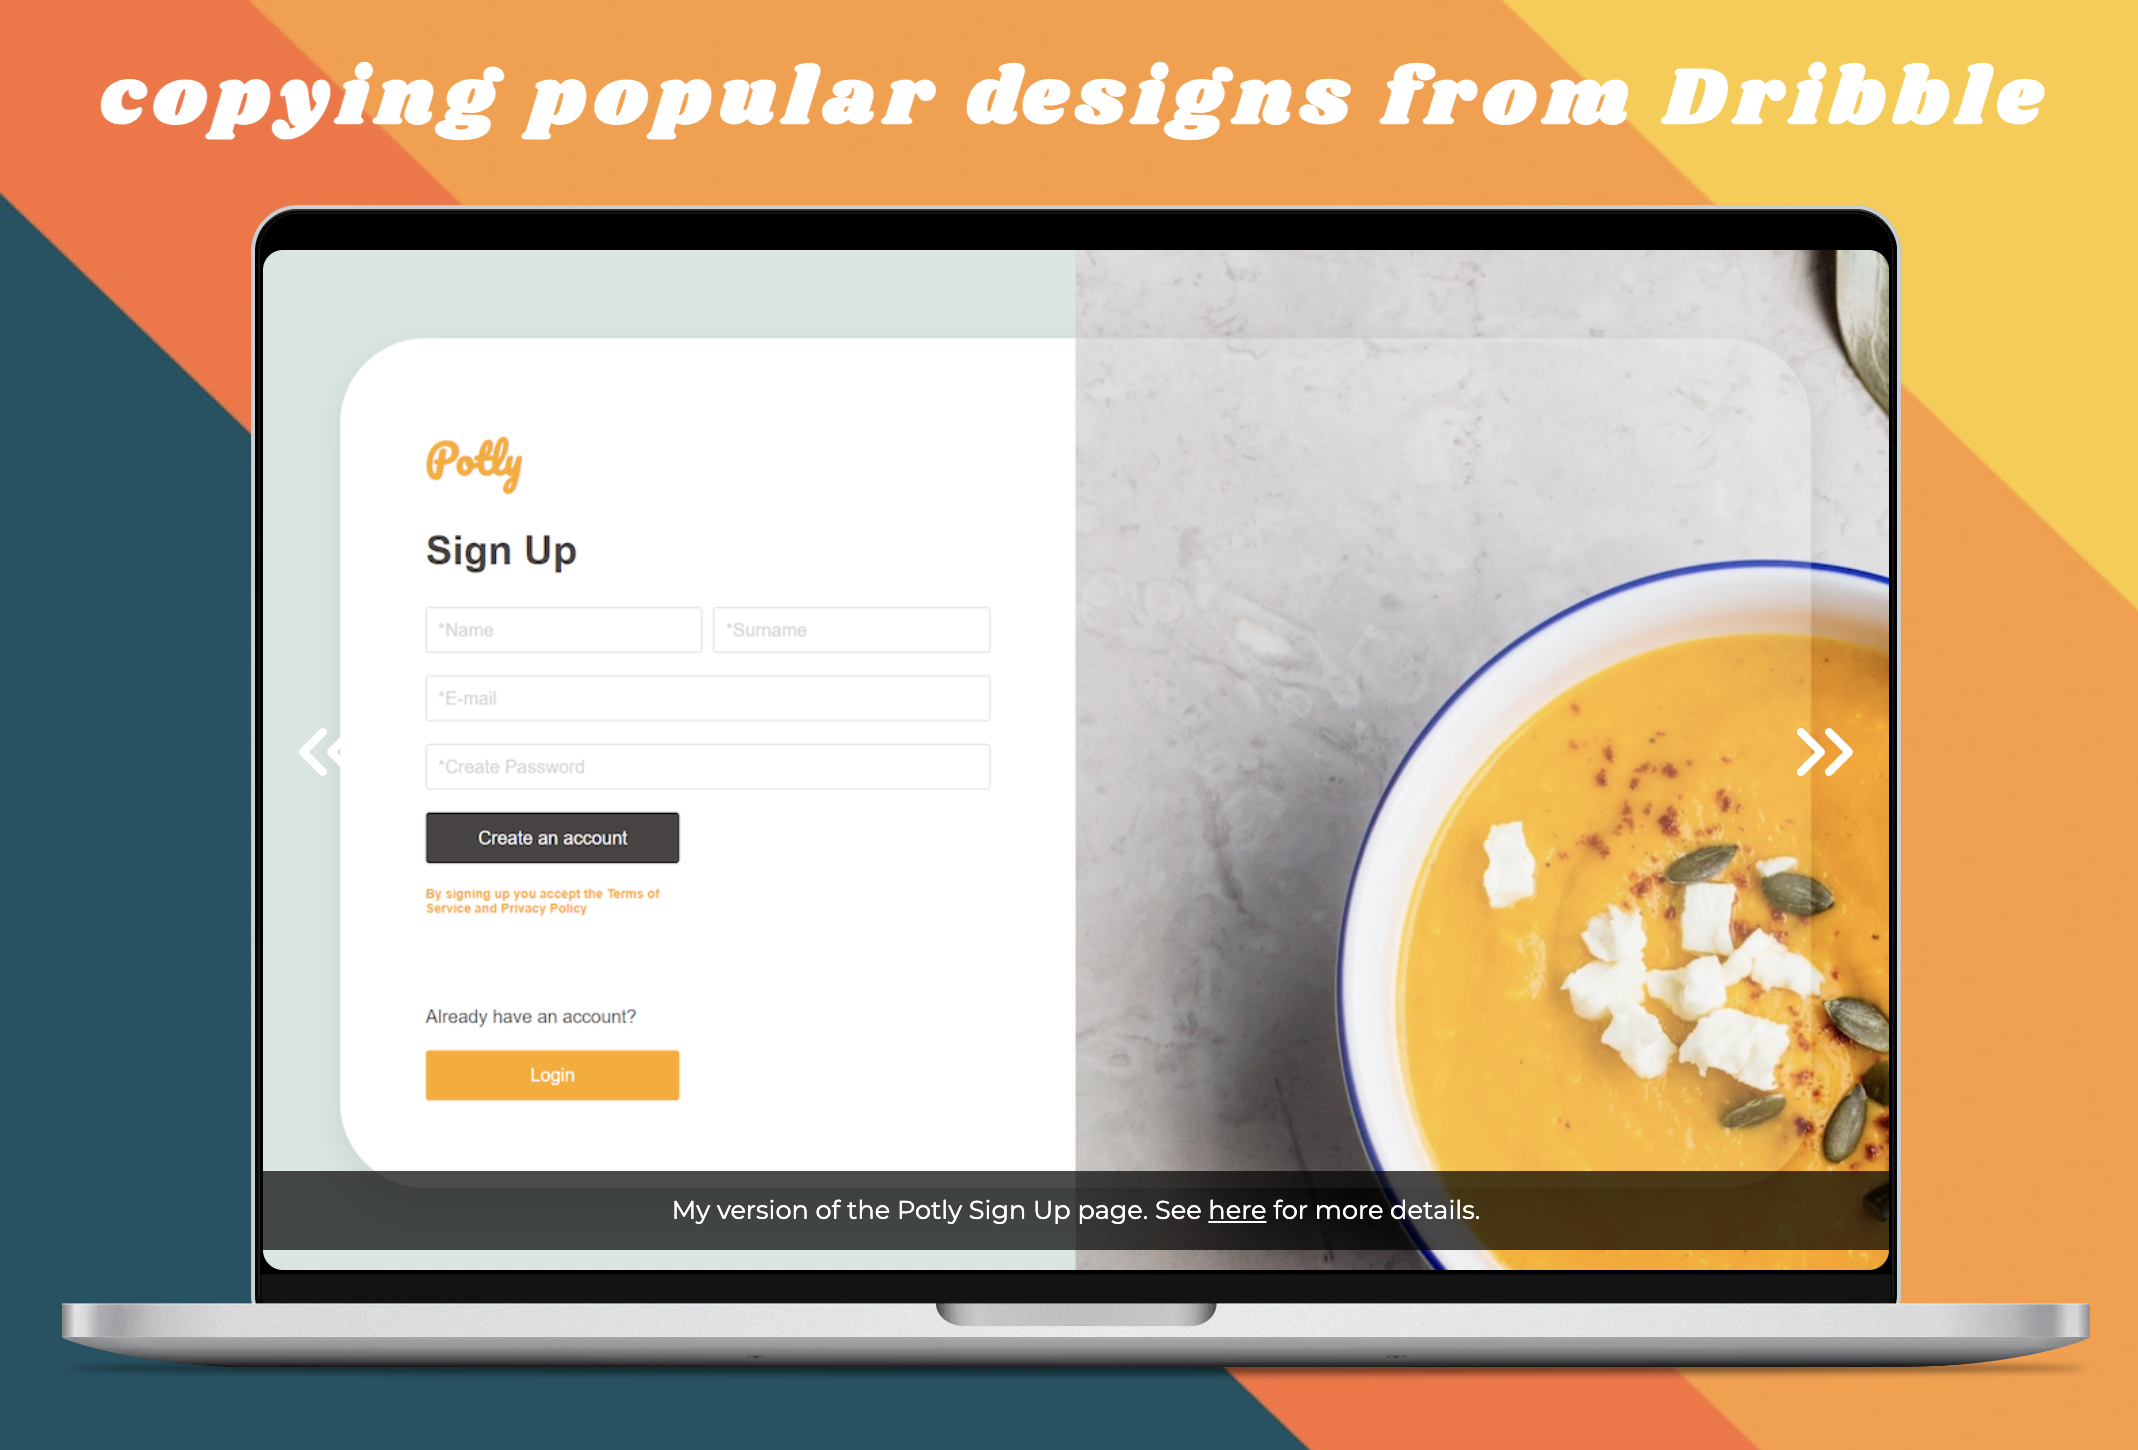 copying popular designs from Dribble
Potly
Sign Up
*Name *Surname
*E-mail
*Create Password
Create an account
By signing up you accept the Terms of
Service and Privacy Policy
Already have an account?
Login
My version of the Potly Sign Up page. See here for more details.